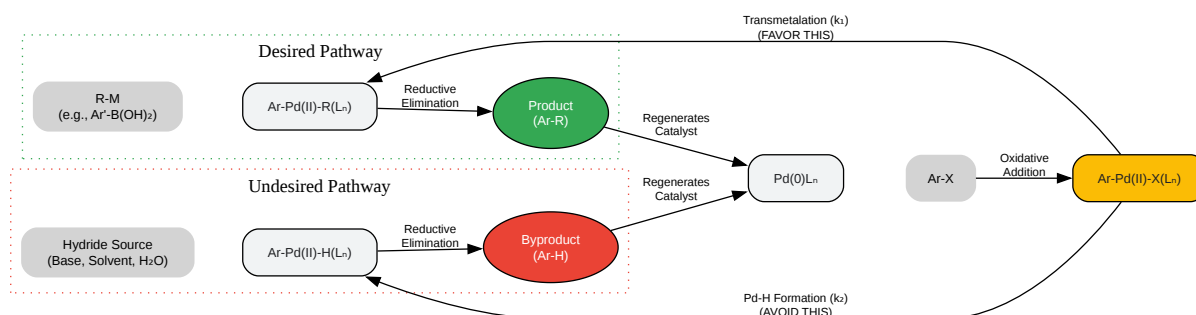 Transmetalation (k₁)
(FAVOR THIS)
Desired Pathway
R-M
(e.g., Ar'-B(OH)₂)
Ar-Pd(II)-R(Lₙ)
Reductive
Elimination
Product
(Ar-R)
Regenerates
Catalyst
Undesired Pathway
Regenerates
Catalyst
Pd(0)Lₙ
Ar-X
Oxidative
Addition
Ar-Pd(II)-X(Lₙ)
Hydride Source
(Base, Solvent, H₂O)
Ar-Pd(II)-H(Lₙ)
Reductive
Elimination
Byproduct
(Ar-H)
Pd-H Formation (k₂)
(AVOID THIS)